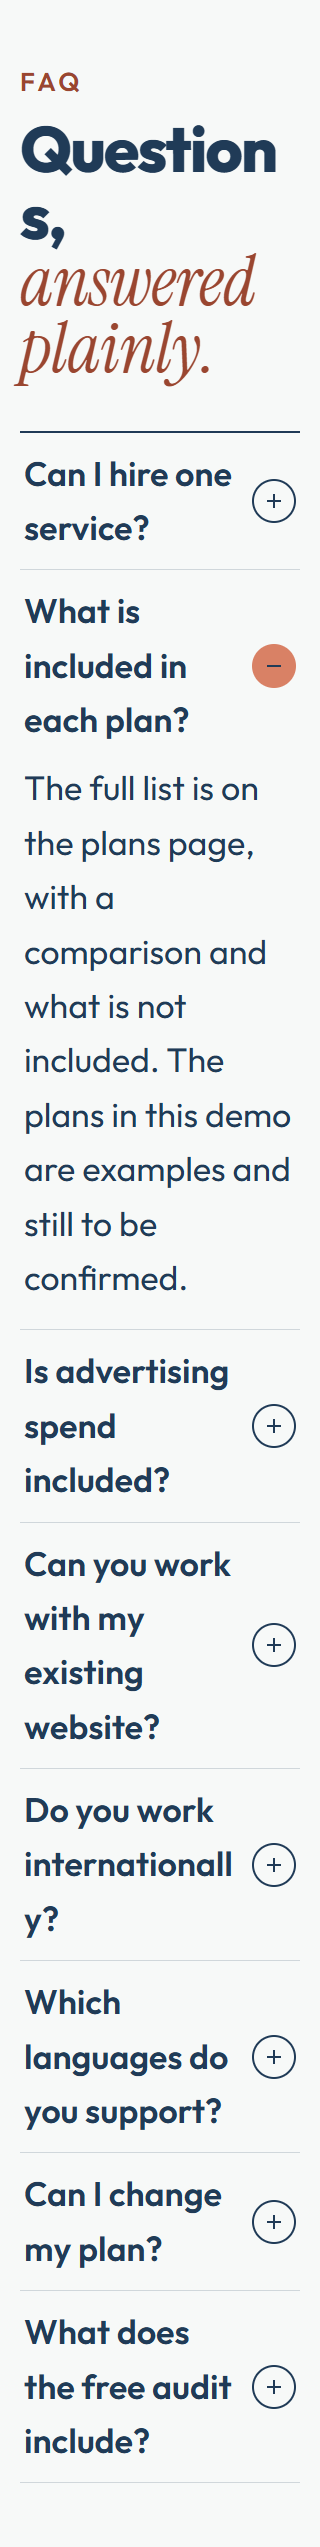 FAQ
Question
s,
answered
plainly.
Can I hire one
service?
What is
included in
each plan?
The full list is on
the plans page,
with a
comparison and
what is not
included. The
plans in this demo
are examples and
still to be
confirmed.
Is advertising
spend
included?
Can you work
with my
existing
website?
Do you work
internationall
y?
Which
languages do
you support?
Can I change
my plan?
What does
the free audit
include?